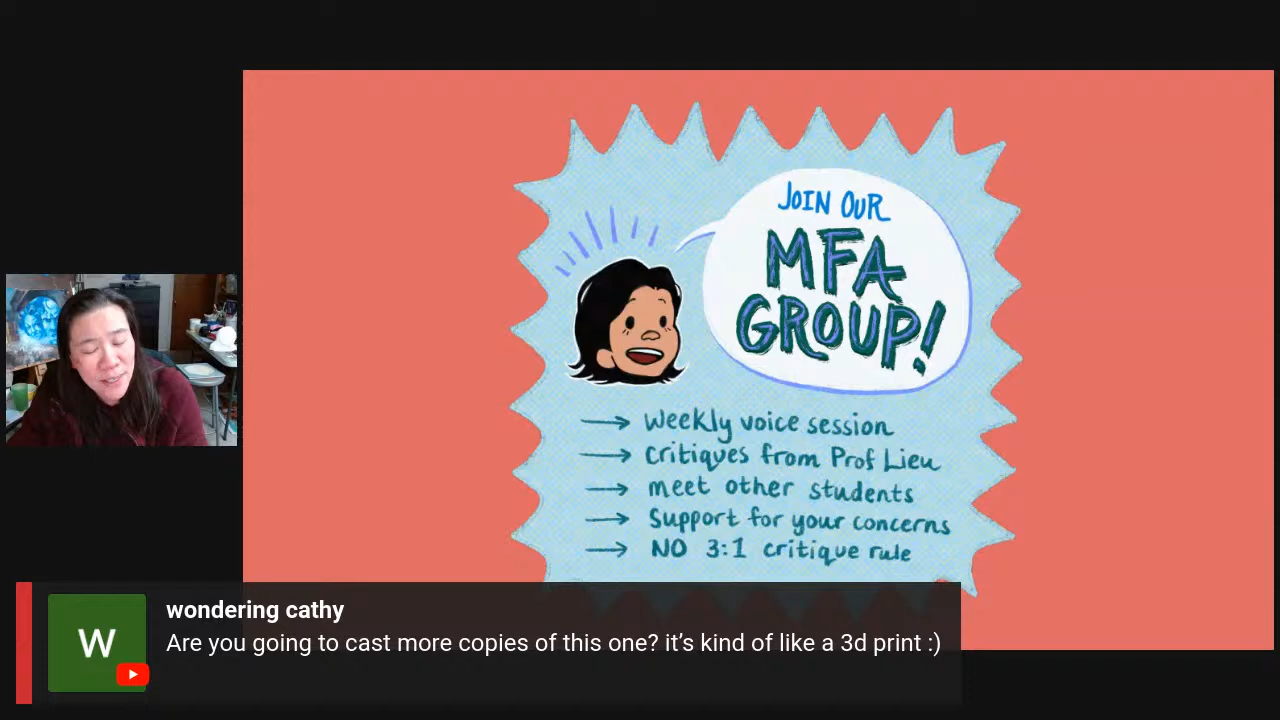 JOIN OUR
MFA
GROUP!
→ weekly voice session
→ critiques from Prof Lieu
→ meet other students
→ support for your concerns
→ NO 3:1 critique rule
W
wondering cathy
Are you going to cast more copies of this one? it’s kind of like a 3d print :)